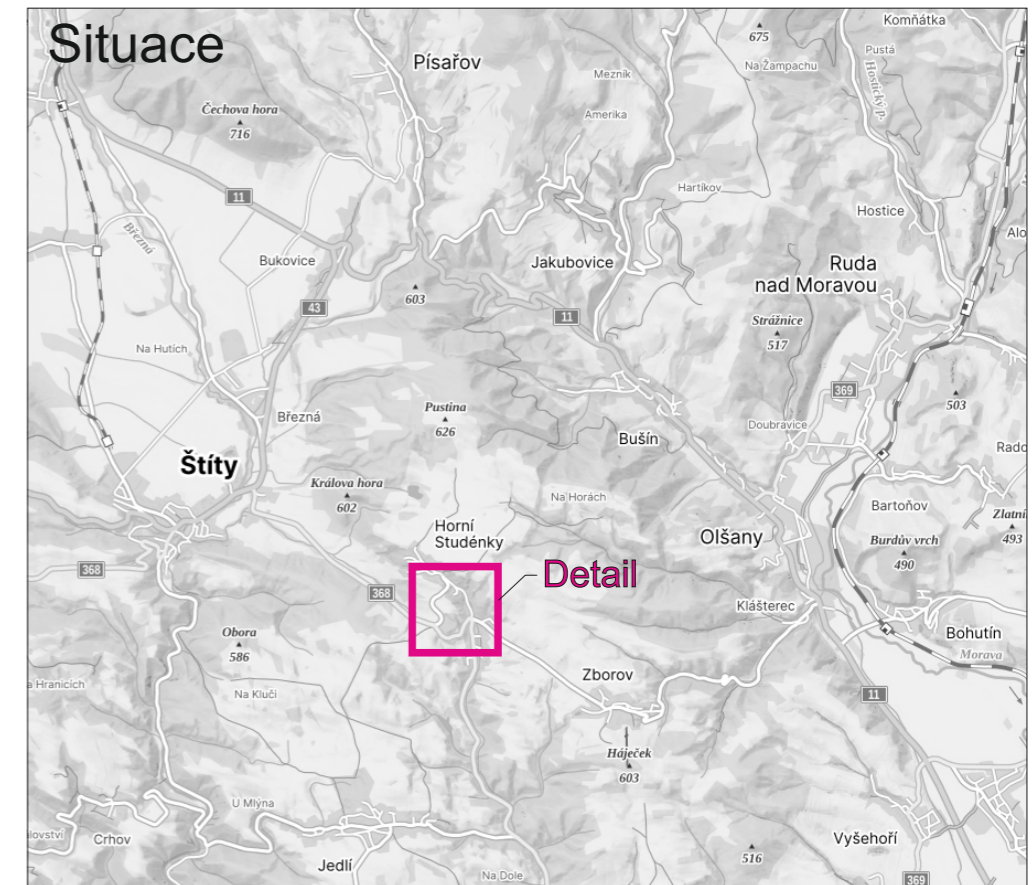 Situace
Komňátka
675
Písařov
Pustá
Na Žampachu
Mezník
Hostický p.
Čechova hora
716
Amerika
11
Hartíkov
Hostice
Březná
Alo
Bukovice
Jakubovice
Ruda
nad Moravou
603
43
11
Strážnice
517
Na Hutích
369
503
Pustina
626
Březná
Doubravice
Bušín
Rado
Štíty
Králova hora
602
Na Horách
Bartoňov
Zlatní
493
Horní
Studénky
Olšany
Burdův vrch
490
368
Detail
368
Klášterec
Obora
586
Bohutín
Morava
Zborov
a Hranicích
Na Kluči
11
Háječek
603
U Mlýna
alovství
Crhov
Vyšehoří
Jedlí
516
Na Dole
369